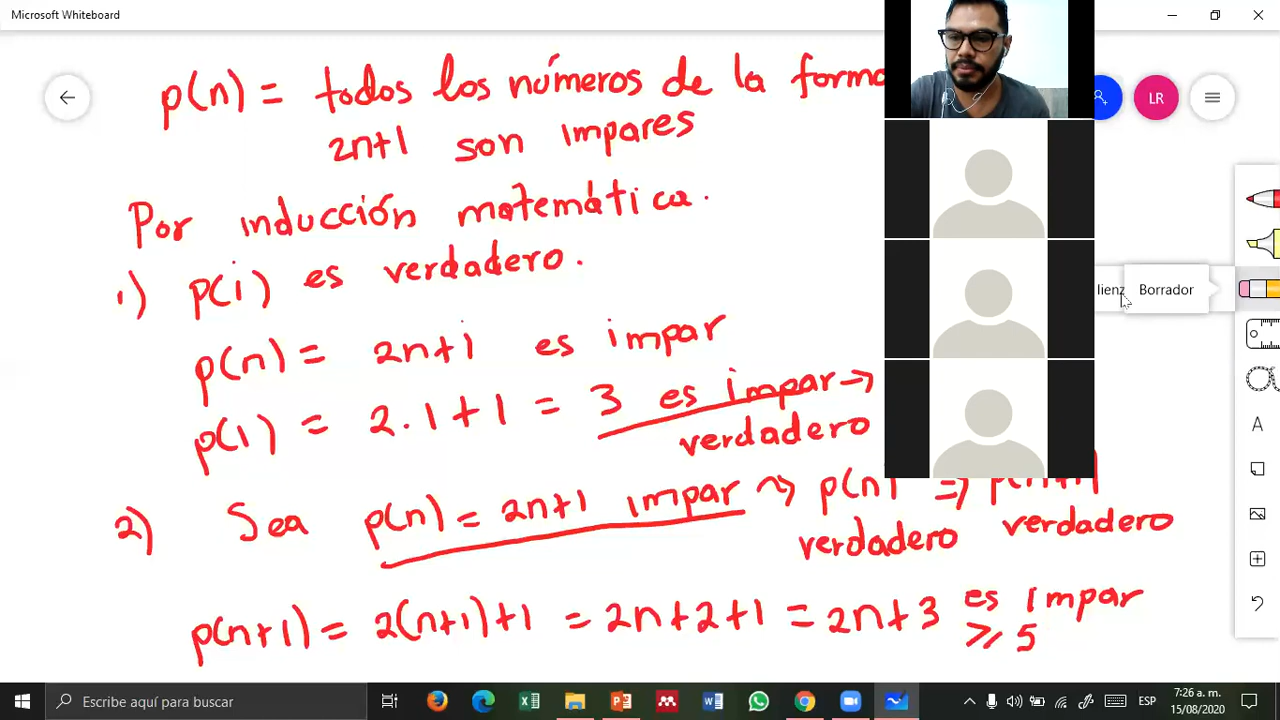 Microsoft Whiteboard
p(n) = todos los números de la forma
2n+1 son impares
LR
Por inducción matemática.
1) p(i) es verdadero.
lienz
Borrador
p(n) = 2n+1 es impar
p(1) = 2.1+1 = 3 es impar →
verdadero
2) Sea p(n) = 2n+1 impar → p(n) => p(n+1)
verdadero verdadero
p(n+1) = 2(n+1)+1 = 2n+2+1 = 2n+3 es impar
≥ 5
Escribe aquí para buscar
ESP
7:26 a. m.
15/08/2020